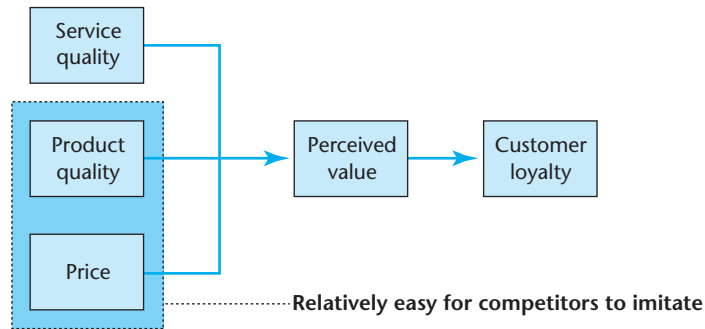 Service
quality
Product
quality
Perceived
value
Customer
loyalty
Price
Relatively easy for competitors to imitate